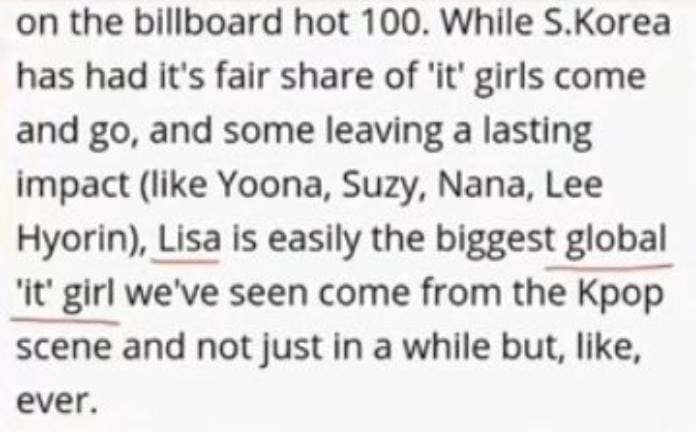 on the billboard hot 100. While S.Korea
has had it's fair share of 'it' girls come
and go, and some leaving a lasting
impact (like Yoona, Suzy, Nana, Lee
Hyorin), Lisa is easily the biggest global
'it' girl we've seen come from the Kpop
scene and not just in a while but, like,
ever.